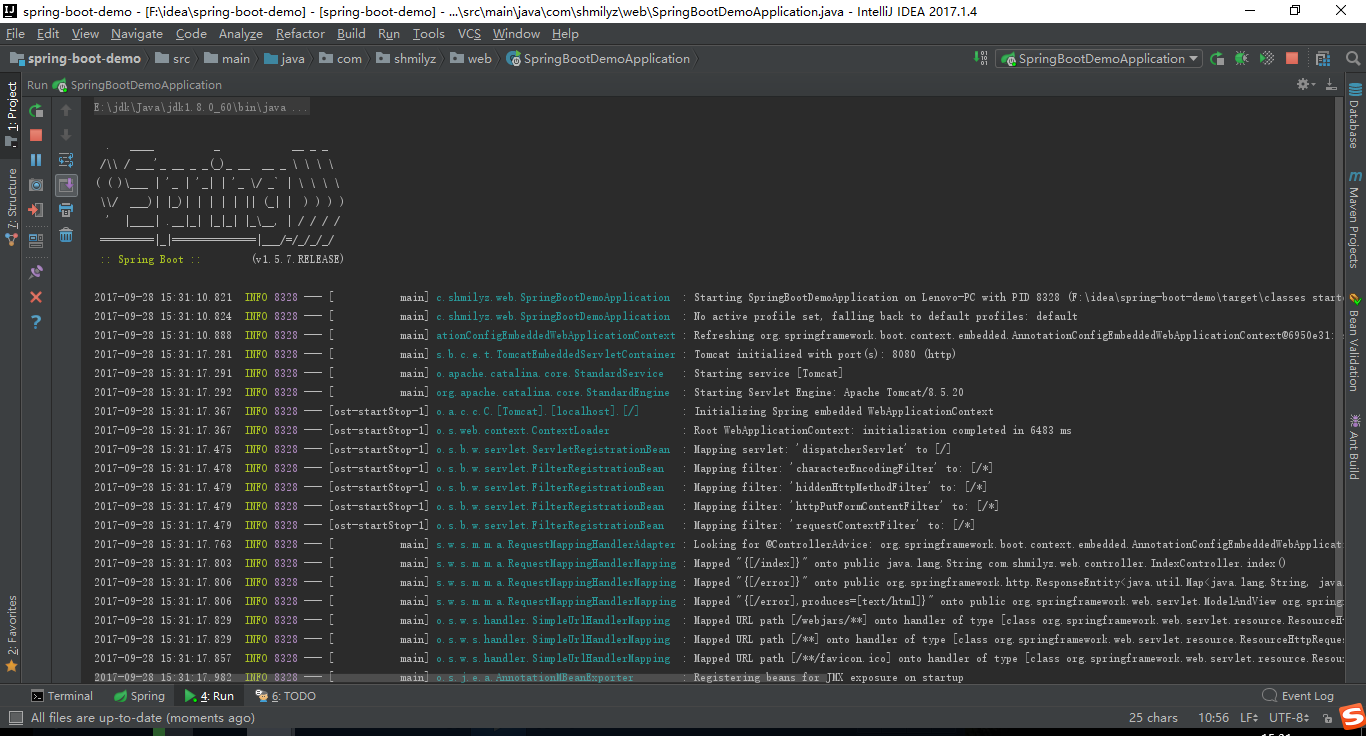 spring-boot-demo - [F:\idea\spring-boot-demo] - [spring-boot-demo] - ...\src\main\java\com\shmilyz\web\SpringBootDemoApplication.java - IntelliJ IDEA 2017.1.4
File Edit View Navigate Code Analyze Refactor Build Run Tools VCS Window Help
spring-boot-demo src main java com shmilyz web SpringBootDemoApplication SpringBootDemoApplication
Run SpringBootDemoApplication
1: Project
7: Structure
2: Favorites
Database
Maven Projects
Bean Validation
Ant Build
E:\jdk\Java\jdk1.8.0_60\bin\java ...
:: Spring Boot :: (v1.5.7.RELEASE)
2017-09-28 15:31:10.821 INFO 8328 --- [ main] c.shmilyz.web.SpringBootDemoApplication : Starting SpringBootDemoApplication on Lenovo-PC with PID 8328 (F:\idea\spring-boot-demo\target\classes start
2017-09-28 15:31:10.824 INFO 8328 --- [ main] c.shmilyz.web.SpringBootDemoApplication : No active profile set, falling back to default profiles: default
2017-09-28 15:31:10.888 INFO 8328 --- [ main] ationConfigEmbeddedWebApplicationContext : Refreshing org.springframework.boot.context.embedded.AnnotationConfigEmbeddedWebApplicationContext@6950e31:
2017-09-28 15:31:17.281 INFO 8328 --- [ main] s.b.c.e.t.TomcatEmbeddedServletContainer : Tomcat initialized with port(s): 8080 (http)
2017-09-28 15:31:17.291 INFO 8328 --- [ main] o.apache.catalina.core.StandardService : Starting service [Tomcat]
2017-09-28 15:31:17.292 INFO 8328 --- [ main] org.apache.catalina.core.StandardEngine : Starting Servlet Engine: Apache Tomcat/8.5.20
2017-09-28 15:31:17.367 INFO 8328 --- [ost-startStop-1] o.a.c.c.C.[Tomcat].[localhost].[/] : Initializing Spring embedded WebApplicationContext
2017-09-28 15:31:17.367 INFO 8328 --- [ost-startStop-1] o.s.web.context.ContextLoader : Root WebApplicationContext: initialization completed in 6483 ms
2017-09-28 15:31:17.475 INFO 8328 --- [ost-startStop-1] o.s.b.w.servlet.ServletRegistrationBean : Mapping servlet: 'dispatcherServlet' to [/]
2017-09-28 15:31:17.478 INFO 8328 --- [ost-startStop-1] o.s.b.w.servlet.FilterRegistrationBean : Mapping filter: 'characterEncodingFilter' to: [/*]
2017-09-28 15:31:17.479 INFO 8328 --- [ost-startStop-1] o.s.b.w.servlet.FilterRegistrationBean : Mapping filter: 'hiddenHttpMethodFilter' to: [/*]
2017-09-28 15:31:17.479 INFO 8328 --- [ost-startStop-1] o.s.b.w.servlet.FilterRegistrationBean : Mapping filter: 'httpPutFormContentFilter' to: [/*]
2017-09-28 15:31:17.479 INFO 8328 --- [ost-startStop-1] o.s.b.w.servlet.FilterRegistrationBean : Mapping filter: 'requestContextFilter' to: [/*]
2017-09-28 15:31:17.763 INFO 8328 --- [ main] s.w.s.m.m.a.RequestMappingHandlerAdapter : Looking for @ControllerAdvice: org.springframework.boot.context.embedded.AnnotationConfigEmbeddedWebApplicat
2017-09-28 15:31:17.803 INFO 8328 --- [ main] s.w.s.m.m.a.RequestMappingHandlerMapping : Mapped "{[/index]}" onto public java.lang.String com.shmilyz.web.controller.IndexController.index()
2017-09-28 15:31:17.806 INFO 8328 --- [ main] s.w.s.m.m.a.RequestMappingHandlerMapping : Mapped "{[/error]}" onto public org.springframework.http.ResponseEntity<java.util.Map<java.lang.String, java
2017-09-28 15:31:17.806 INFO 8328 --- [ main] s.w.s.m.m.a.RequestMappingHandlerMapping : Mapped "{[/error],produces=[text/html]}" onto public org.springframework.web.servlet.ModelAndView org.spring
2017-09-28 15:31:17.829 INFO 8328 --- [ main] o.s.w.s.handler.SimpleUrlHandlerMapping : Mapped URL path [/webjars/**] onto handler of type [class org.springframework.web.servlet.resource.ResourceH
2017-09-28 15:31:17.829 INFO 8328 --- [ main] o.s.w.s.handler.SimpleUrlHandlerMapping : Mapped URL path [/**] onto handler of type [class org.springframework.web.servlet.resource.ResourceHttpReques
2017-09-28 15:31:17.857 INFO 8328 --- [ main] o.s.w.s.handler.SimpleUrlHandlerMapping : Mapped URL path [/**/favicon.ico] onto handler of type [class org.springframework.web.servlet.resource.Resou
2017-09-28 15:31:17.982 INFO 8328 --- [ main] o.s.j.e.a.AnnotationMBeanExporter : Registering beans for JMX exposure on startup
Terminal Spring 4: Run 6: TODO Event Log
All files are up-to-date (moments ago) 25 chars 10:56 LF UTF-8